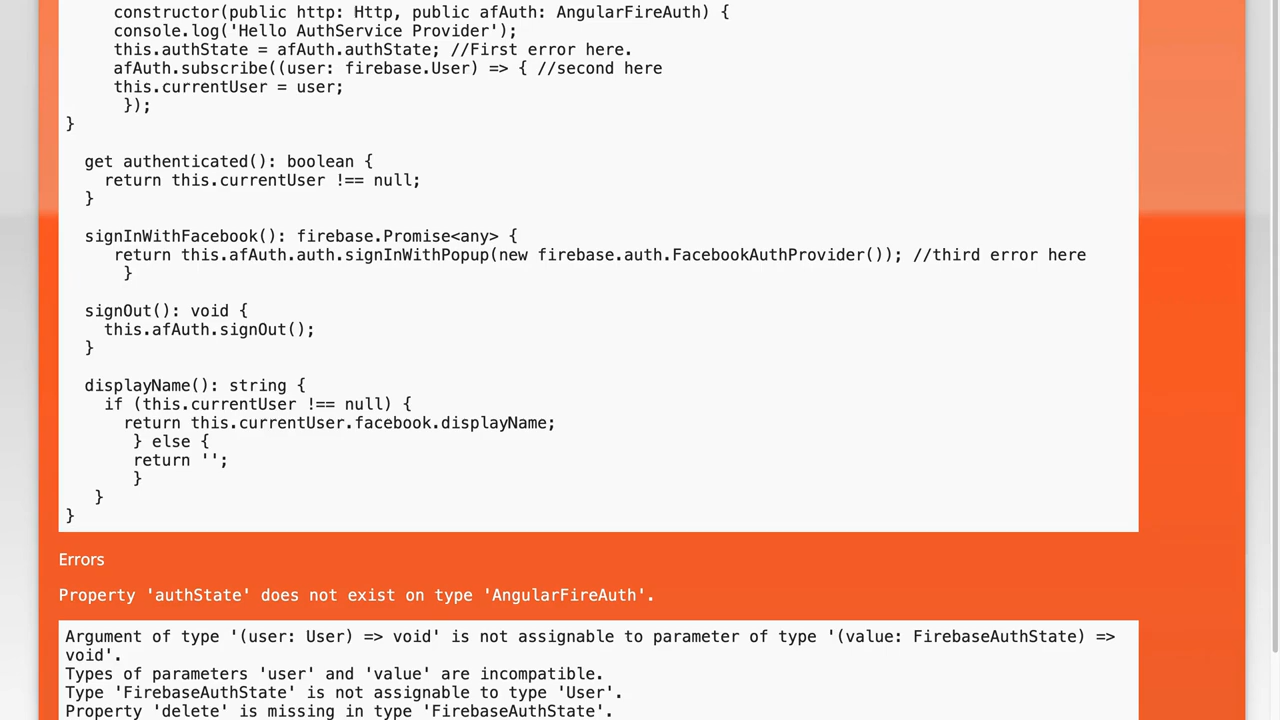 constructor(public http: Http, public afAuth: AngularFireAuth) {
console.log('Hello AuthService Provider');
this.authState = afAuth.authState; //First error here.
afAuth.subscribe((user: firebase.User) => { //second here
this.currentUser = user;
});
}
get authenticated(): boolean {
return this.currentUser !== null;
}
signInWithFacebook(): firebase.Promise<any> {
return this.afAuth.auth.signInWithPopup(new firebase.auth.FacebookAuthProvider()); //third error here
}
signOut(): void {
this.afAuth.signOut();
}
displayName(): string {
if (this.currentUser !== null) {
return this.currentUser.facebook.displayName;
} else {
return '';
}
}
}
Errors
Property 'authState' does not exist on type 'AngularFireAuth'.
Argument of type '(user: User) => void' is not assignable to parameter of type '(value: FirebaseAuthState) =>
void'.
Types of parameters 'user' and 'value' are incompatible.
Type 'FirebaseAuthState' is not assignable to type 'User'.
Property 'delete' is missing in type 'FirebaseAuthState'.